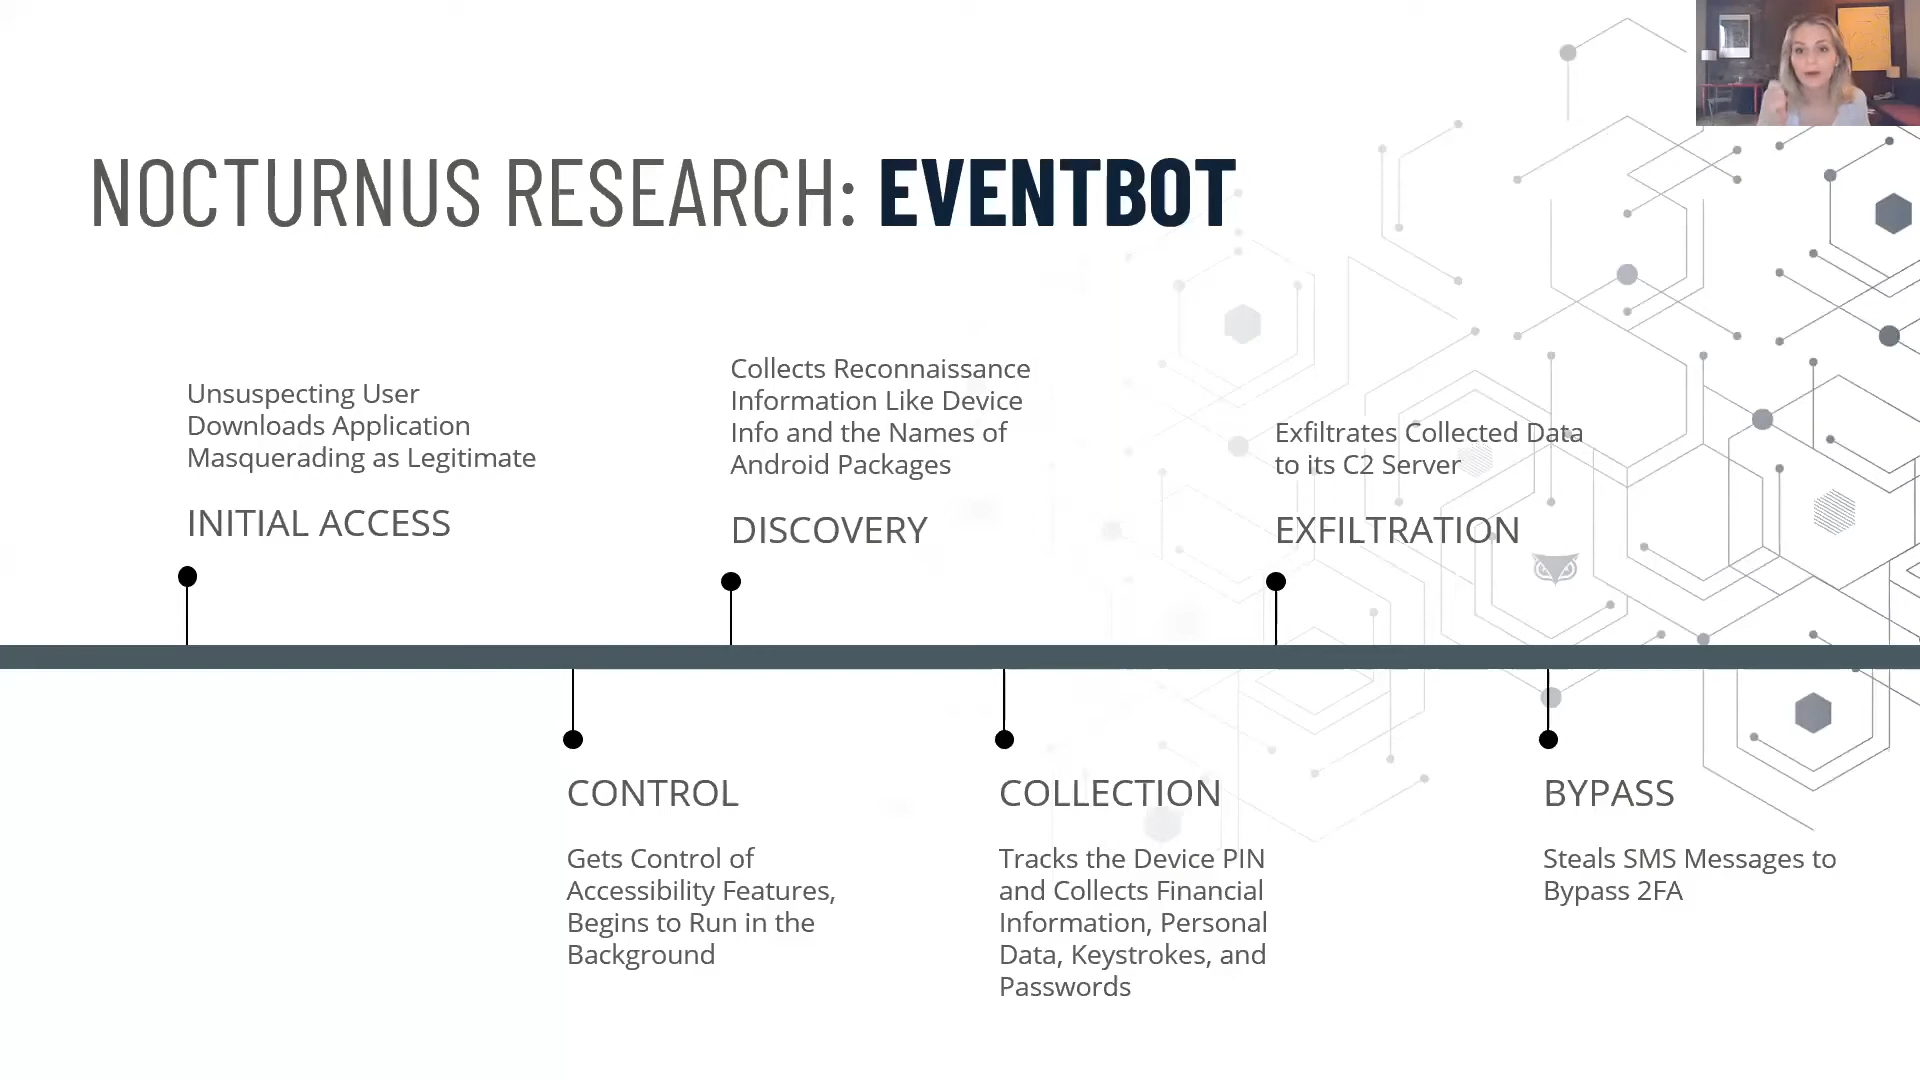 NOCTURNUS RESEARCH: EVENTBOT
Unsuspecting User
Downloads Application
Masquerading as Legitimate
INITIAL ACCESS
Collects Reconnaissance
Information Like Device
Info and the Names of
Android Packages
DISCOVERY
Exfiltrates Collected Data
to its C2 Server
EXFILTRATION
CONTROL
Gets Control of
Accessibility Features,
Begins to Run in the
Background
COLLECTION
Tracks the Device PIN
and Collects Financial
Information, Personal
Data, Keystrokes, and
Passwords
BYPASS
Steals SMS Messages to
Bypass 2FA